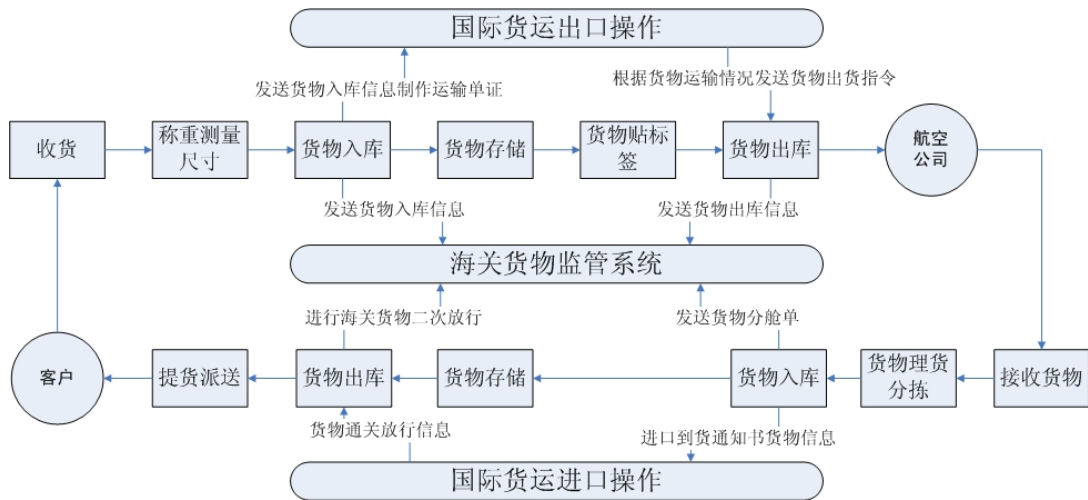 国际货运出口操作
发送货物入库信息制作运输单证
根据货物运输情况发送货物出货指令
收货
称重测量
尺寸
货物入库
货物存储
货物贴标
签
货物出库
航空
公司
发送货物入库信息
发送货物出库信息
海关货物监管系统
进行海关货物二次放行
发送货物分舱单
客户
提货派送
货物出库
货物存储
货物入库
货物理货
分拣
接收货物
货物通关放行信息
进口到货通知书货物信息
国际货运进口操作